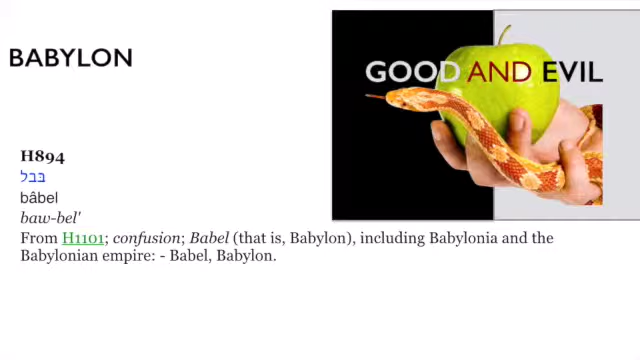 BABYLON
GOOD AND EVIL
H894
בּבל
bâbel
baw-bel'
From H1101; confusion; Babel (that is, Babylon), including Babylonia and the
Babylonian empire: - Babel, Babylon.